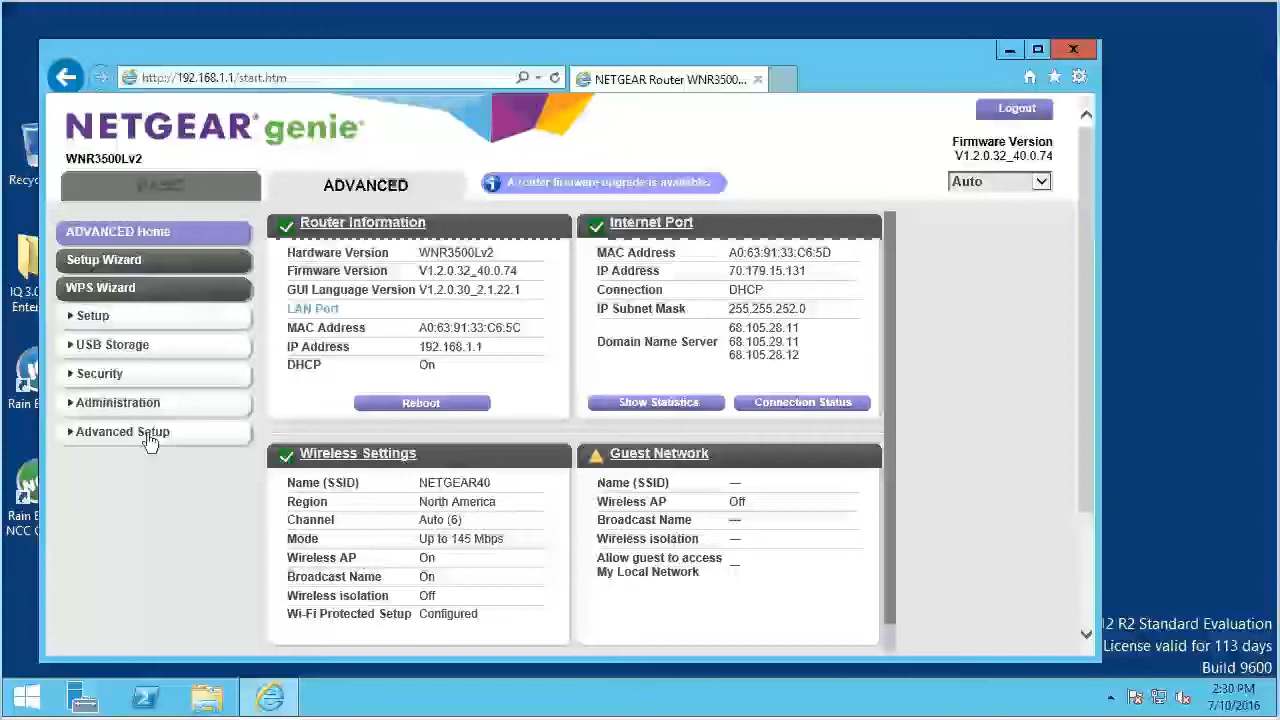 http://192.168.1.1/start.htm
NETGEAR Router WNR3500...
NETGEAR® genie®
WNR3500Lv2
Logout
Firmware Version
V1.2.0.32_40.0.74
BASIC
ADVANCED
A router firmware upgrade is available.
Auto
ADVANCED Home
Setup Wizard
WPS Wizard
Setup
USB Storage
Security
Administration
Advanced Setup
Router Information
Hardware Version WNR3500Lv2
Firmware Version V1.2.0.32_40.0.74
GUI Language Version V1.2.0.30_2.1.22.1
LAN Port
MAC Address A0:63:91:33:C6:5C
IP Address 192.168.1.1
DHCP On
Reboot
Internet Port
MAC Address A0:63:91:33:C6:5D
IP Address 70.179.15.131
Connection DHCP
IP Subnet Mask 255.255.252.0
Domain Name Server
68.105.28.11
68.105.29.11
68.105.28.12
Show Statistics Connection Status
Wireless Settings
Name (SSID) NETGEAR40
Region North America
Channel Auto (6)
Mode Up to 145 Mbps
Wireless AP On
Broadcast Name On
Wireless isolation Off
Wi-Fi Protected Setup Configured
Guest Network
Name (SSID) ---
Wireless AP Off
Broadcast Name ---
Wireless isolation ---
Allow guest to access
My Local Network ---
Recyc
IQ 3.0
Enter
Rain E
Rain E
NCC C
12 R2 Standard Evaluation
License valid for 113 days
Build 9600
2:30 PM
7/10/2016